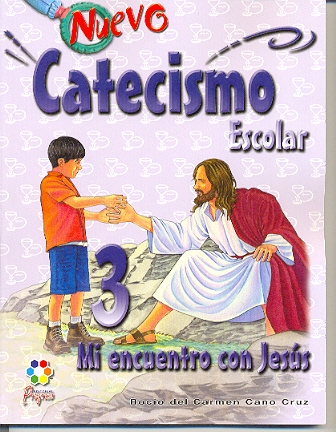 Nuevo
Catecismo
Escolar
3
Mi encuentro con Jesús
Rocío del Carmen Cano Cruz